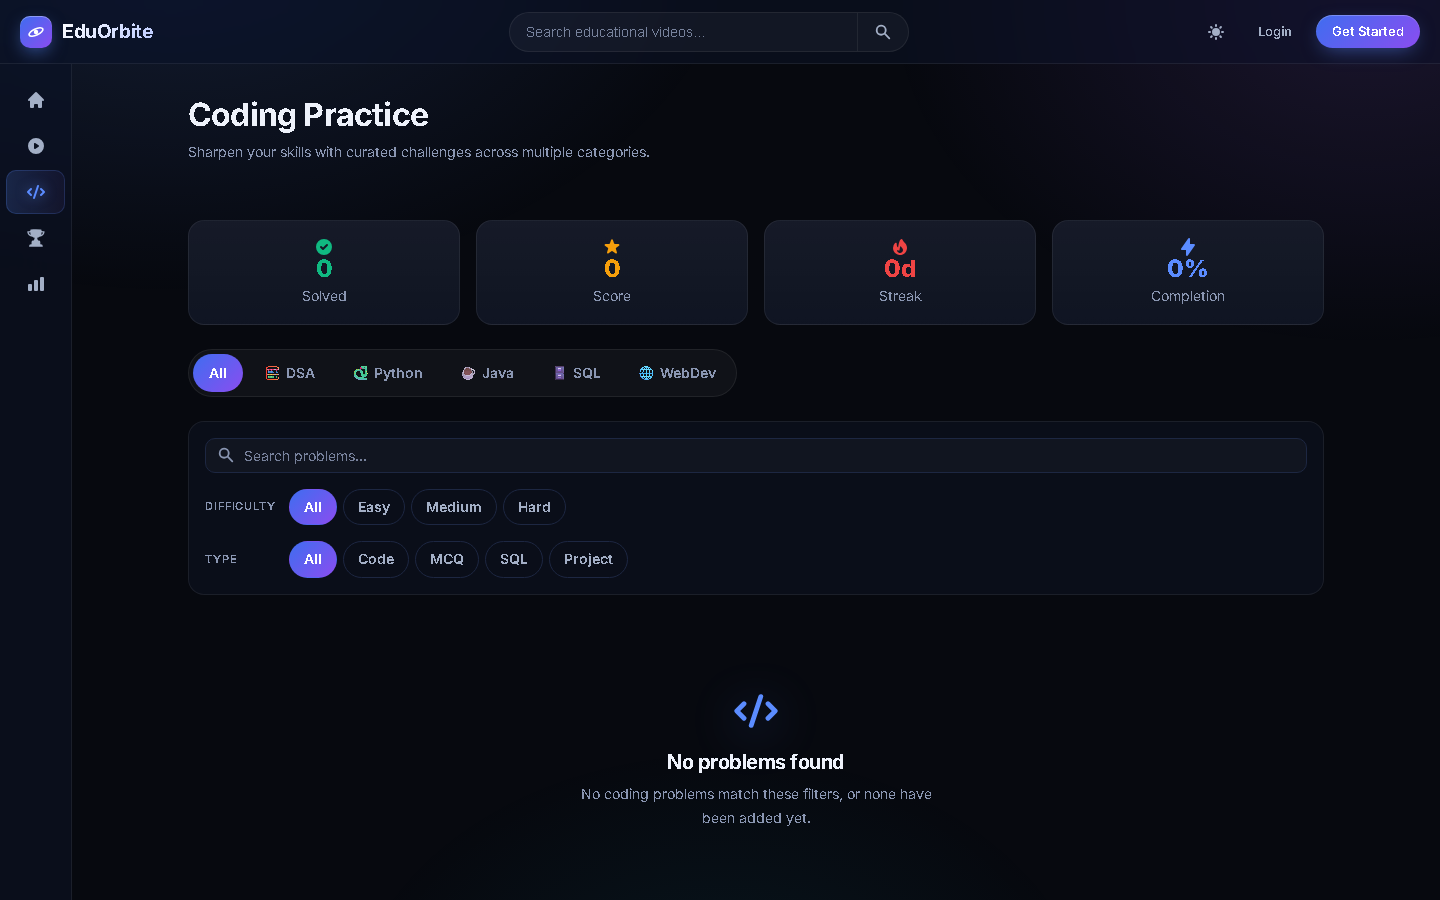 EduOrbite
Search educational videos...
Login
Get Started
Coding Practice
Sharpen your skills with curated challenges across multiple categories.
0
Solved
0
Score
0d
Streak
0%
Completion
All
DSA
Python
Java
SQL
WebDev
Search problems...
DIFFICULTY
All
Easy
Medium
Hard
TYPE
All
Code
MCQ
SQL
Project
No problems found
No coding problems match these filters, or none have
been added yet.